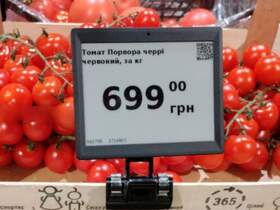 Томат Порвора черрі
червоний, за кг
699 00
грн
365